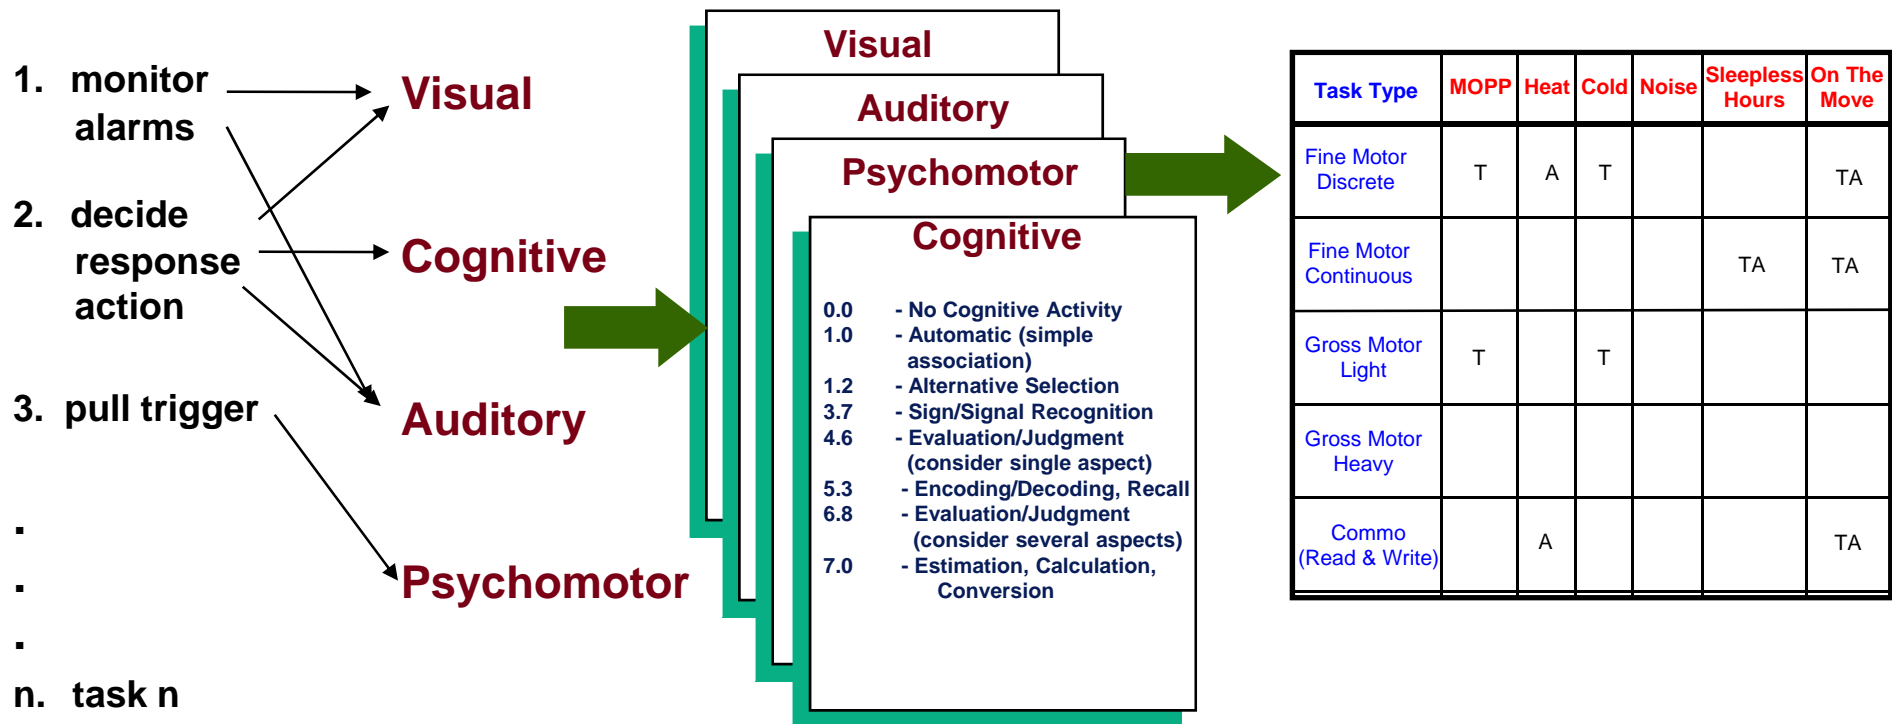 1. monitor
alarms
2. decide
response
action
3. pull trigger
.
.
.
n. task n
Visual
Cognitive
Auditory
Psychomotor
Visual
Auditory
Psychomotor
Cognitive
0.0 - No Cognitive Activity
1.0 - Automatic (simple
association)
1.2 - Alternative Selection
3.7 - Sign/Signal Recognition
4.6 - Evaluation/Judgment
(consider single aspect)
5.3 - Encoding/Decoding, Recall
6.8 - Evaluation/Judgment
(consider several aspects)
7.0 - Estimation, Calculation,
Conversion
Task Type MOPP Heat Cold Noise Sleepless Hours On The Move
Fine Motor
Discrete T A T TA
Fine Motor
Continuous TA TA
Gross Motor
Light T T
Gross Motor
Heavy
Commo
(Read & Write) A TA